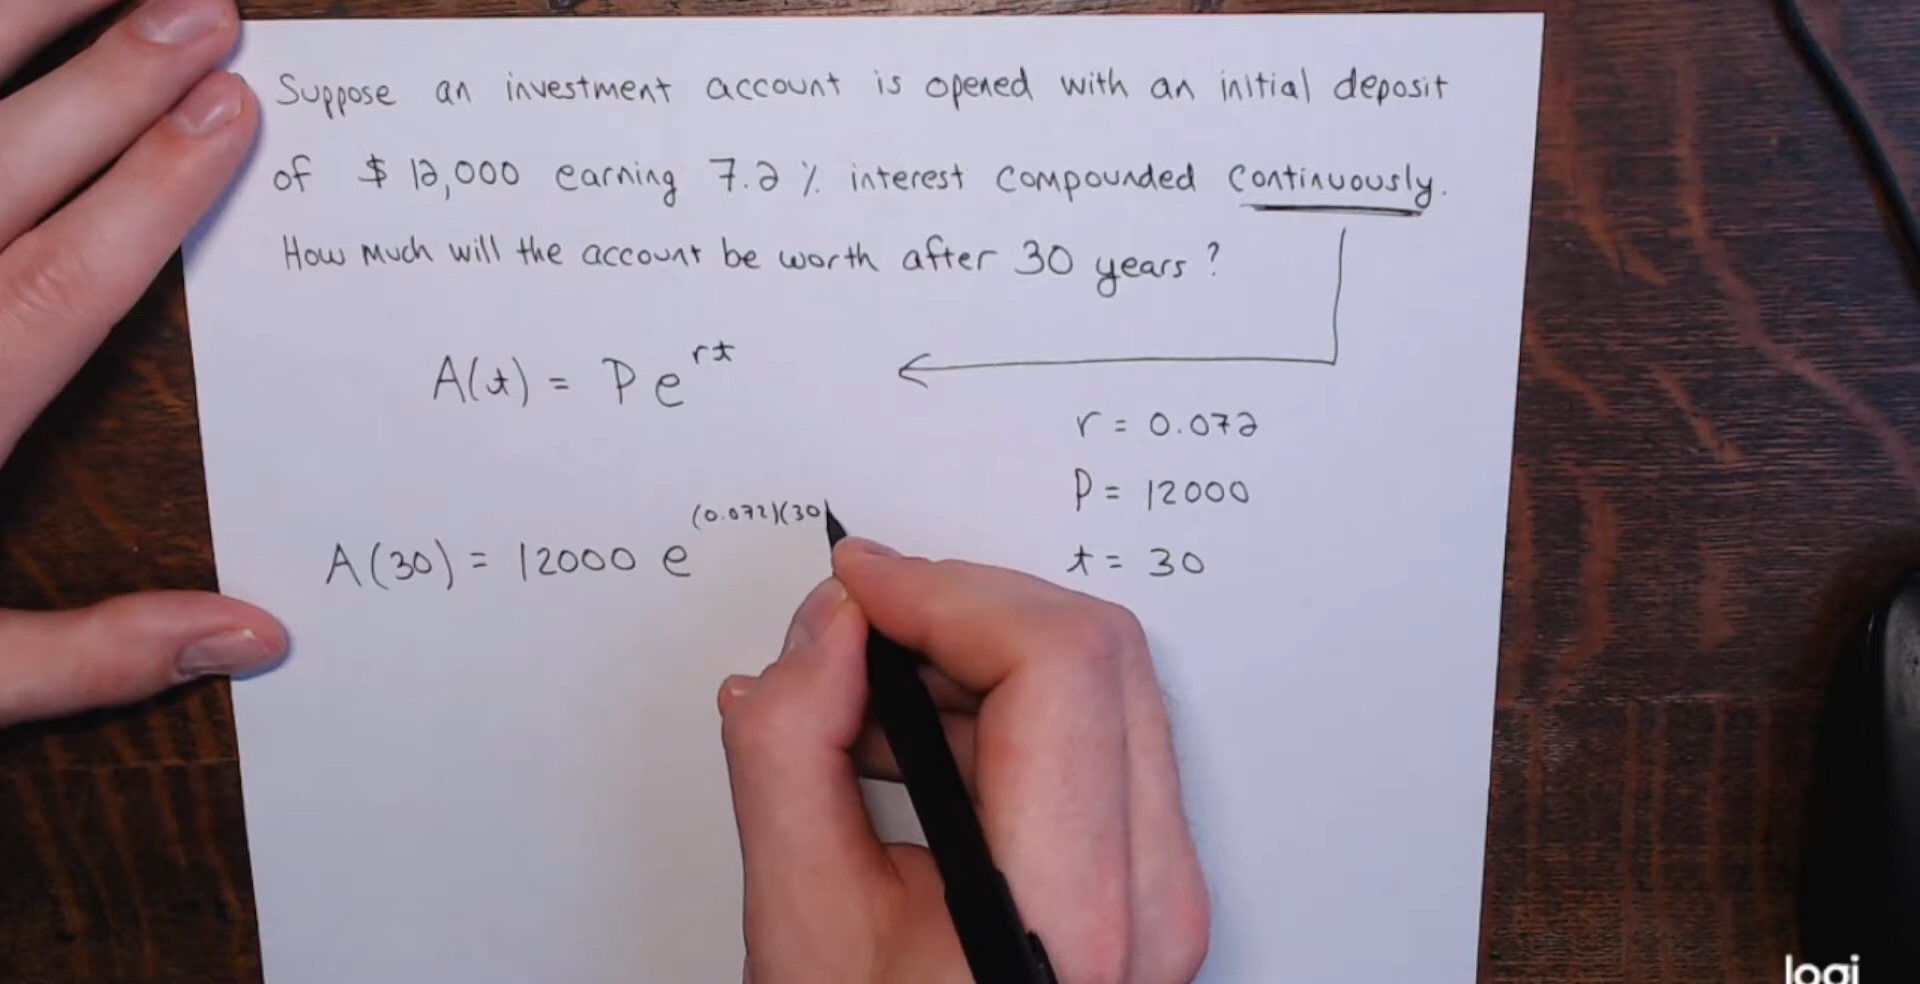 Suppose an investment account is opened with an initial deposit
of $ 12,000 earning 7.2 % interest compounded continuously.
How much will the account be worth after 30 years?
A(t) = P e^rt
r = 0.072
P = 12000
t = 30
A(30) = 12000 e^(0.072)(30)
logi